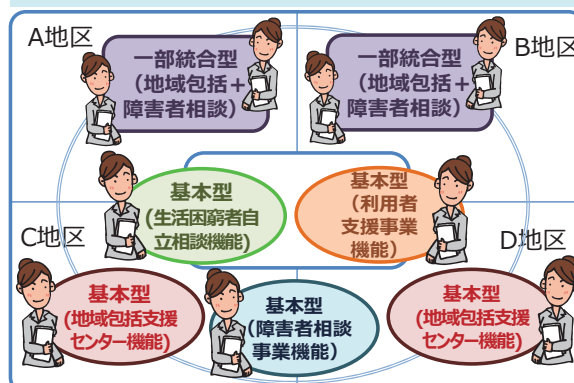 A地区
B地区
一部統合型
（地域包括＋
障害者相談）
一部統合型
（地域包括＋
障害者相談）
基本型
(生活困窮者自
立相談機能)
基本型
（利用者
支援事業
機能）
C地区
D地区
基本型
(地域包括支援
センター機能)
基本型
（障害者相談
事業機能）
基本型
(地域包括支援
センター機能)